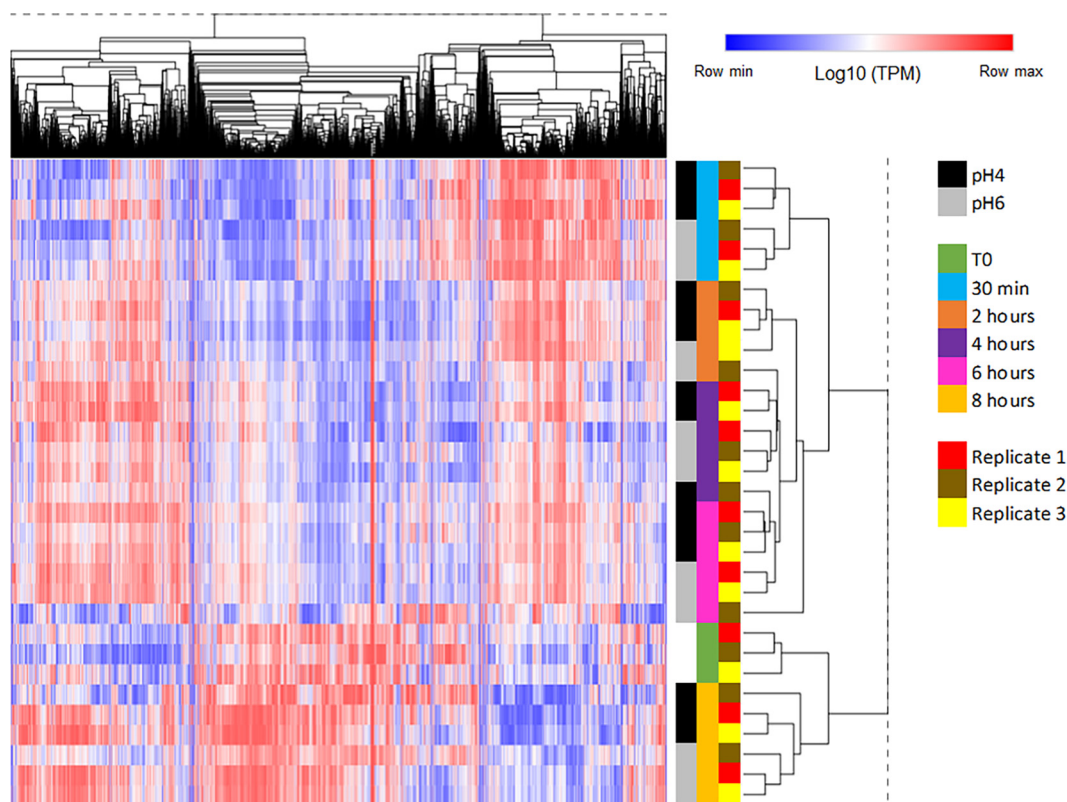 Row min Log10 (TPM) Row max
pH4
pH6
T0
30 min
2 hours
4 hours
6 hours
8 hours
Replicate 1
Replicate 2
Replicate 3